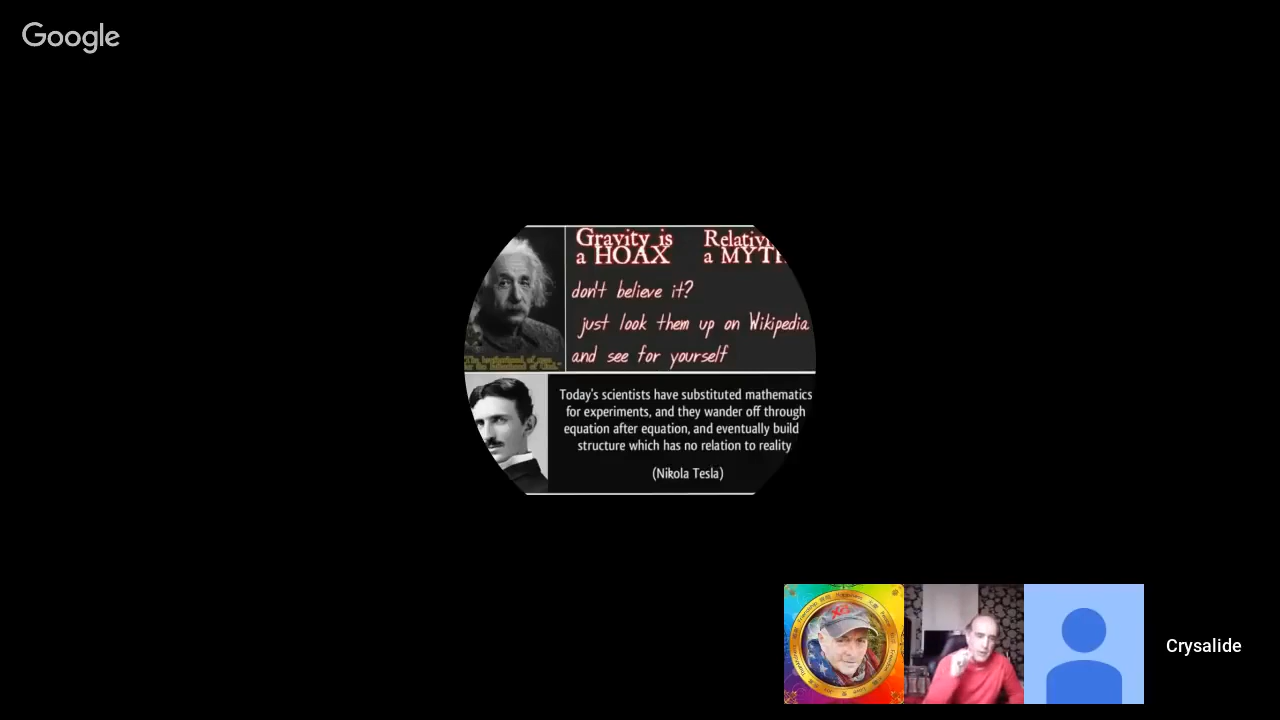 Google
Gravity is
a HOAX
don't believe it?
just look them up on Wikipedia
and see for yourself
Today's scientists have substituted mathematics
for experiments, and they wander off through
equation after equation, and eventually build
structure which has no relation to reality
(Nikola Tesla)
Crysalide